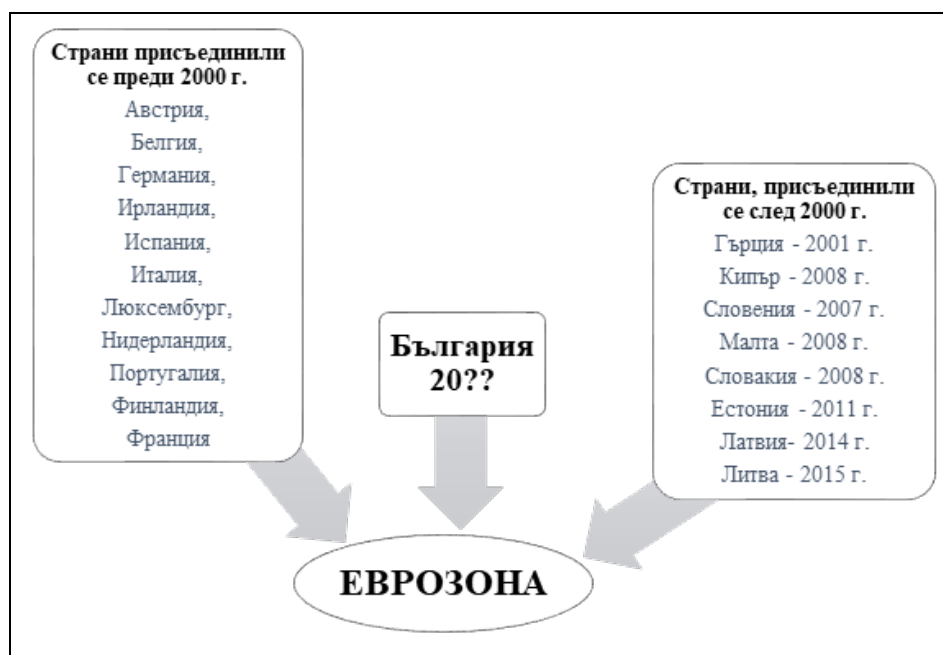 Страни присъединили
се преди 2000 г.
Австрия,
Белгия,
Германия,
Ирландия,
Испания,
Италия,
Люксембург,
Нидерландия,
Португалия,
Финландия,
Франция
България
20??
Страни, присъединили
се след 2000 г.
Гърция - 2001 г.
Кипър - 2008 г.
Словения - 2007 г.
Малта - 2008 г.
Словакия - 2008 г.
Естония - 2011 г.
Латвия- 2014 г.
Литва - 2015 г.
ЕВРОЗОНА